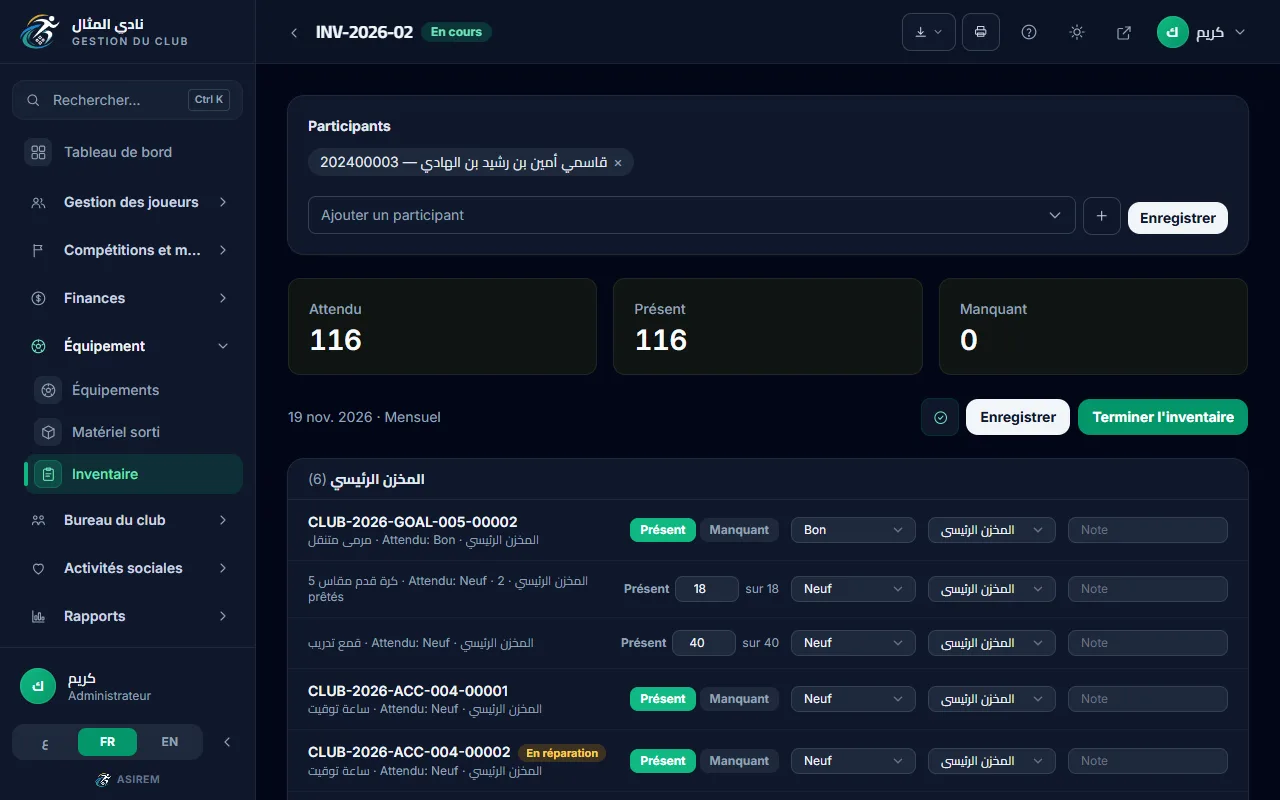 نادي المثال
GESTION DU CLUB
Rechercher...
Ctrl K
Tableau de bord
Gestion des joueurs
Compétitions et m...
Finances
Équipement
Équipements
Matériel sorti
Inventaire
Bureau du club
Activités sociales
Rapports
ك
كريم
Administrateur
ع
FR
EN
ASIREM
INV-2026-02
En cours
ك
كريم
Participants
قاسمي أمين بن رشيد بن الهادي — 202400003 ×
Ajouter un participant
+
Enregistrer
Attendu
116
Présent
116
Manquant
0
19 nov. 2026 · Mensuel
Enregistrer
Terminer l'inventaire
المخزن الرئيسي (6)
CLUB-2026-GOAL-005-00002
مرمى متنقل · Attendu: Bon · المخزن الرئيسي
Présent
Manquant
Bon
المخزن الرئيسي
Note
كرة قدم مقاس 5 · Attendu: Neuf · المخزن الرئيسي · 2
prêtés
Présent
18
sur 18
Neuf
المخزن الرئيسي
Note
قمع تدريب · Attendu: Neuf · المخزن الرئيسي
Présent
40
sur 40
Neuf
المخزن الرئيسي
Note
CLUB-2026-ACC-004-00001
ساعة توقيت · Attendu: Neuf · المخزن الرئيسي
Présent
Manquant
Neuf
المخزن الرئيسي
Note
CLUB-2026-ACC-004-00002
En réparation
ساعة توقيت · Attendu: Neuf · المخزن الرئيسي
Présent
Manquant
Neuf
المخزن الرئيسي
Note